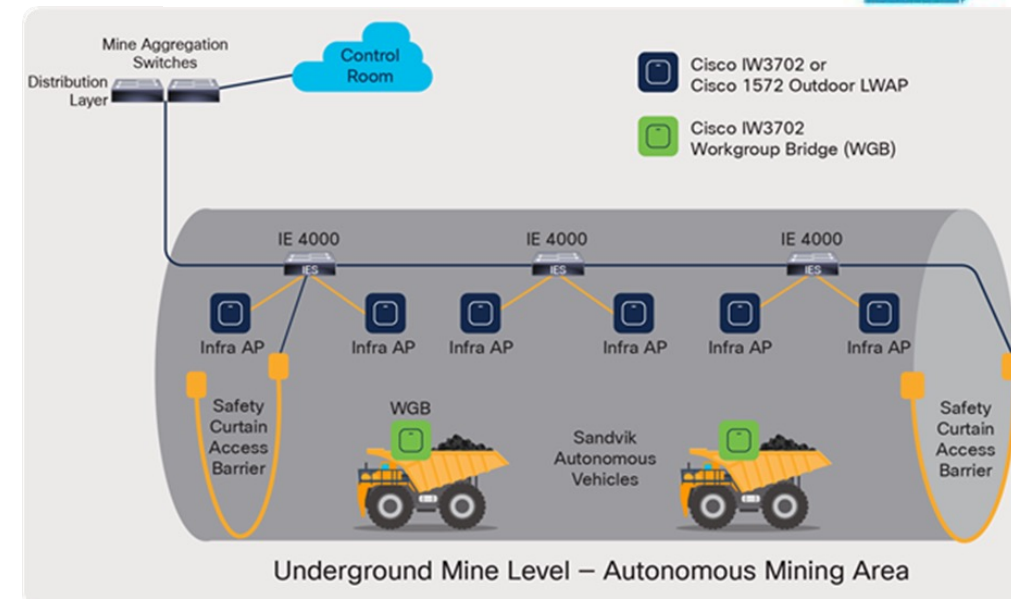 Mine Aggregation
Switches
Distribution
Layer
Control
Room
Cisco IW3702 or
Cisco 1572 Outdoor LWAP
Cisco IW3702
Workgroup Bridge (WGB)
IE 4000
IE 4000
IE 4000
IES
IES
IES
Infra AP
Infra AP
Infra AP
Infra AP
Infra AP
Infra AP
Safety
Curtain
Access
Barrier
WGB
Sandvik
Autonomous
Vehicles
Safety
Curtain
Access
Barrier
Underground Mine Level – Autonomous Mining Area